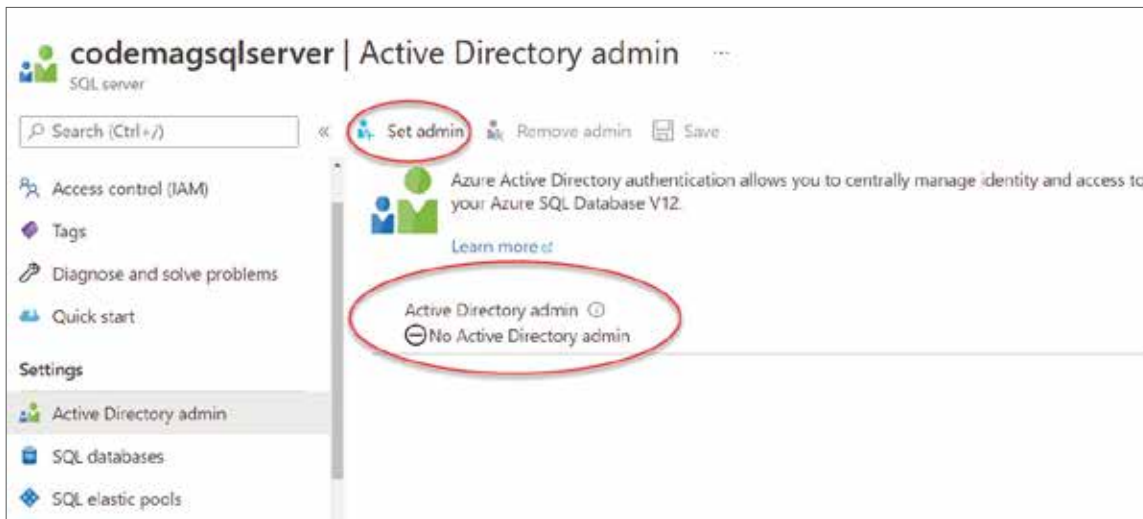 codemagsqlserver | Active Directory admin ...
SQL server
Search (Ctrl+/)
«
Set admin
Remove admin
Save
Azure Active Directory authentication allows you to centrally manage identity and access to
your Azure SQL Database V12.
Learn more
Access control (IAM)
Tags
Diagnose and solve problems
Quick start
Active Directory admin
No Active Directory admin
Settings
Active Directory admin
SQL databases
SQL elastic pools